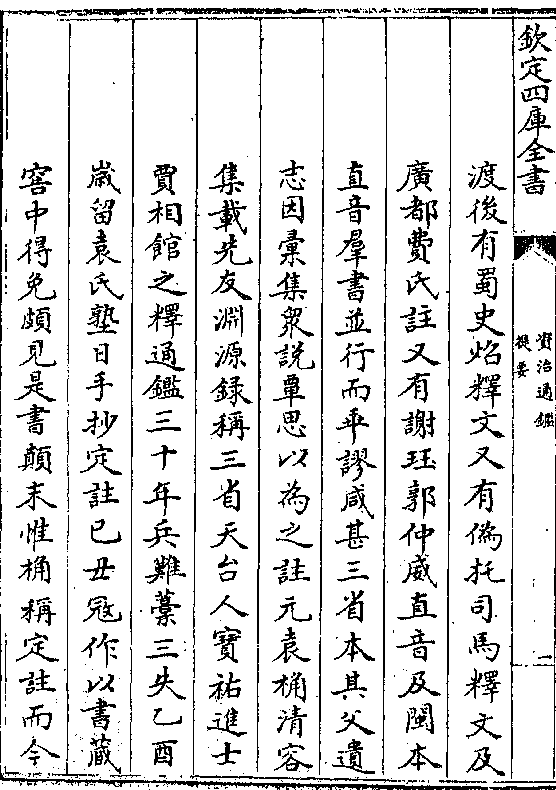 欽定四庫全書
資治通鑑
提要
一
渡後有蜀史炤釋文又有偽托司馬釋文及
廣都費氏註又有謝珏郭仲威直音及閩本
直音羣書並行而乖謬咸甚三省本其父遺
志因彙集衆説覃思以為之註元袁桷清容
集載先友淵源録稱三省天台人寶祐進士
賈相館之釋通鑑三十年兵難藁三失乙酉
嵗留袁氏塾日手抄定註已丑冦作以書藏
窖中得免頗見是書顛末惟桷稱定註而今